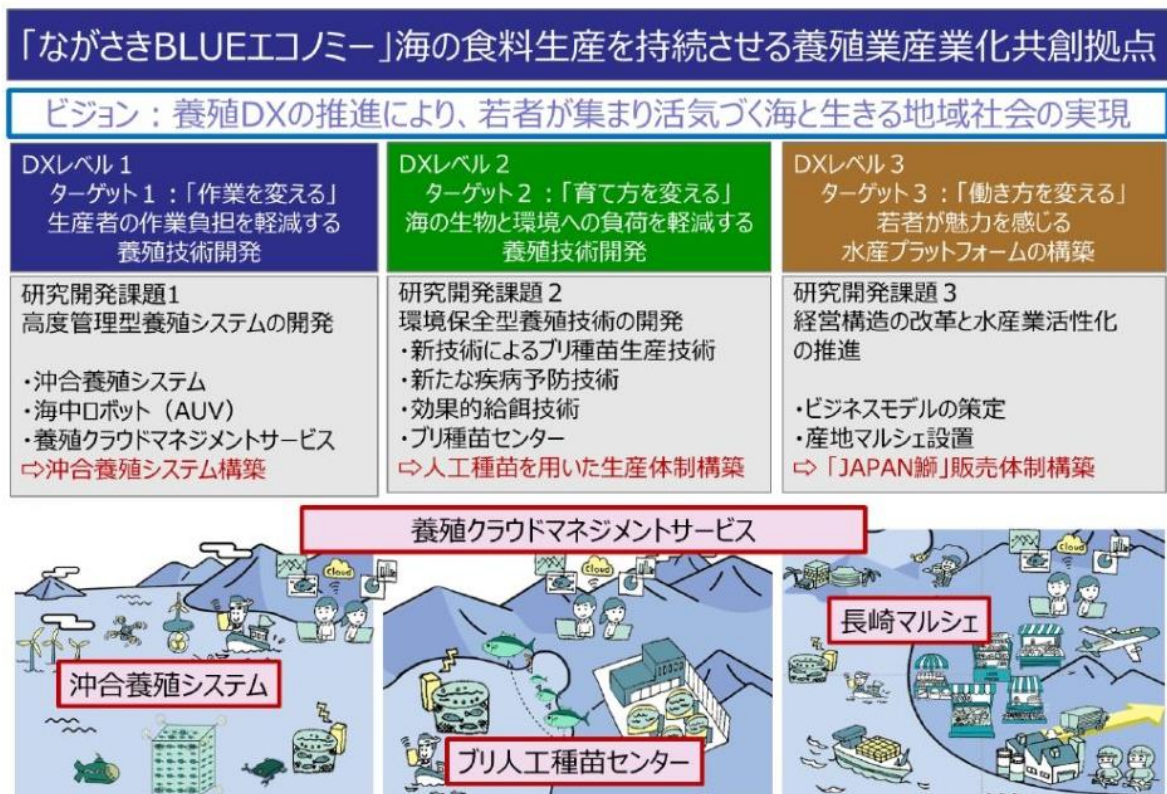 「ながさきBLUEエコノミー」海の食料生産を持続させる養殖業産業化共創拠点
ビジョン：養殖DXの推進により、若者が集まり活気づく海と生きる地域社会の実現
DXレベル１
ターゲット１：「作業を変える」
生産者の作業負担を軽減する
養殖技術開発
研究開発課題1
高度管理型養殖システムの開発
・沖合養殖システム
・海中ロボット（AUV）
・養殖クラウドマネジメントサービス
⇨沖合養殖システム構築
DXレベル２
ターゲット２：「育て方を変える」
海の生物と環境への負荷を軽減する
養殖技術開発
研究開発課題２
環境保全型養殖技術の開発
・新技術によるブリ種苗生産技術
・新たな疾病予防技術
・効果的給餌技術
・ブリ種苗センター
⇨人工種苗を用いた生産体制構築
DXレベル３
ターゲット３：「働き方を変える」
若者が魅力を感じる
水産プラットフォームの構築
研究開発課題３
経営構造の改革と水産業活性化
の推進
・ビジネスモデルの策定
・産地マルシェ設置
⇨「JAPAN鰤」販売体制構築
養殖クラウドマネジメントサービス
cloud
沖合養殖システム
cloud
ブリ人工種苗センター
cloud
長崎マルシェ